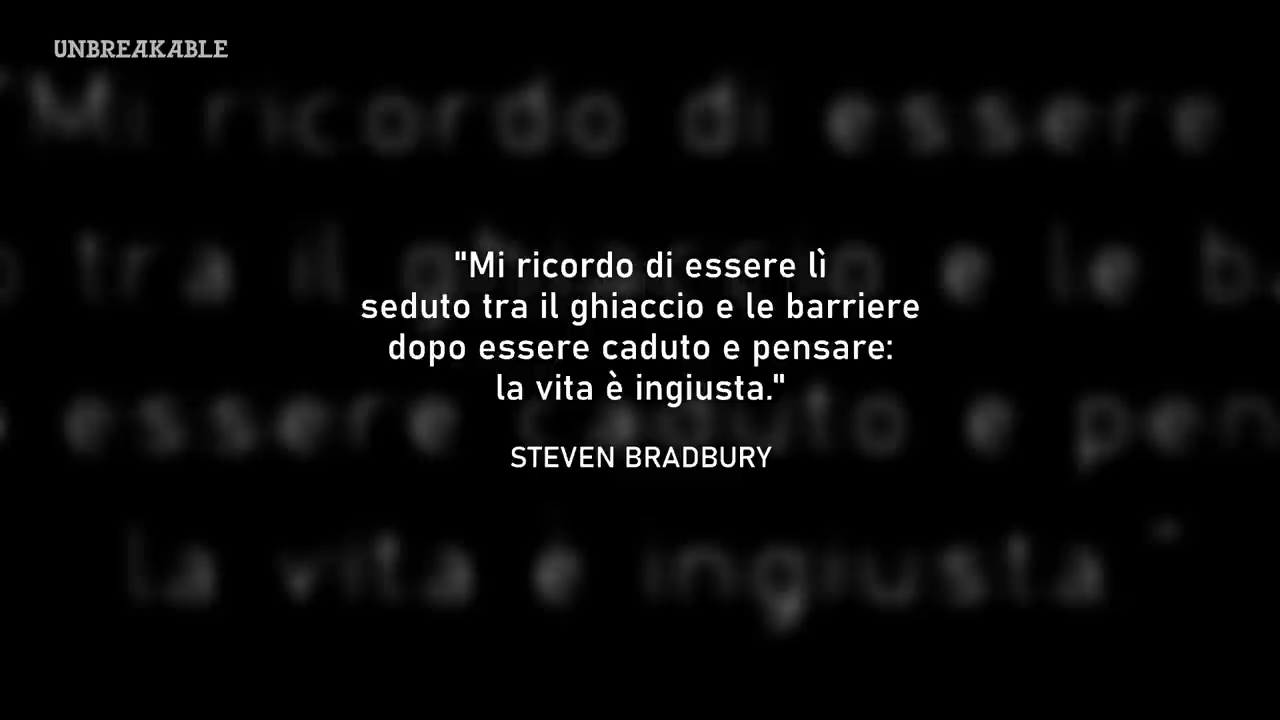 UNBREAKABLE
"Mi ricordo di essere lì
seduto tra il ghiaccio e le barriere
dopo essere caduto e pensare:
la vita è ingiusta."
STEVEN BRADBURY